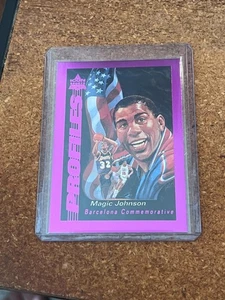 PROFILES
32
Magic Johnson
Barcelona Commemorative